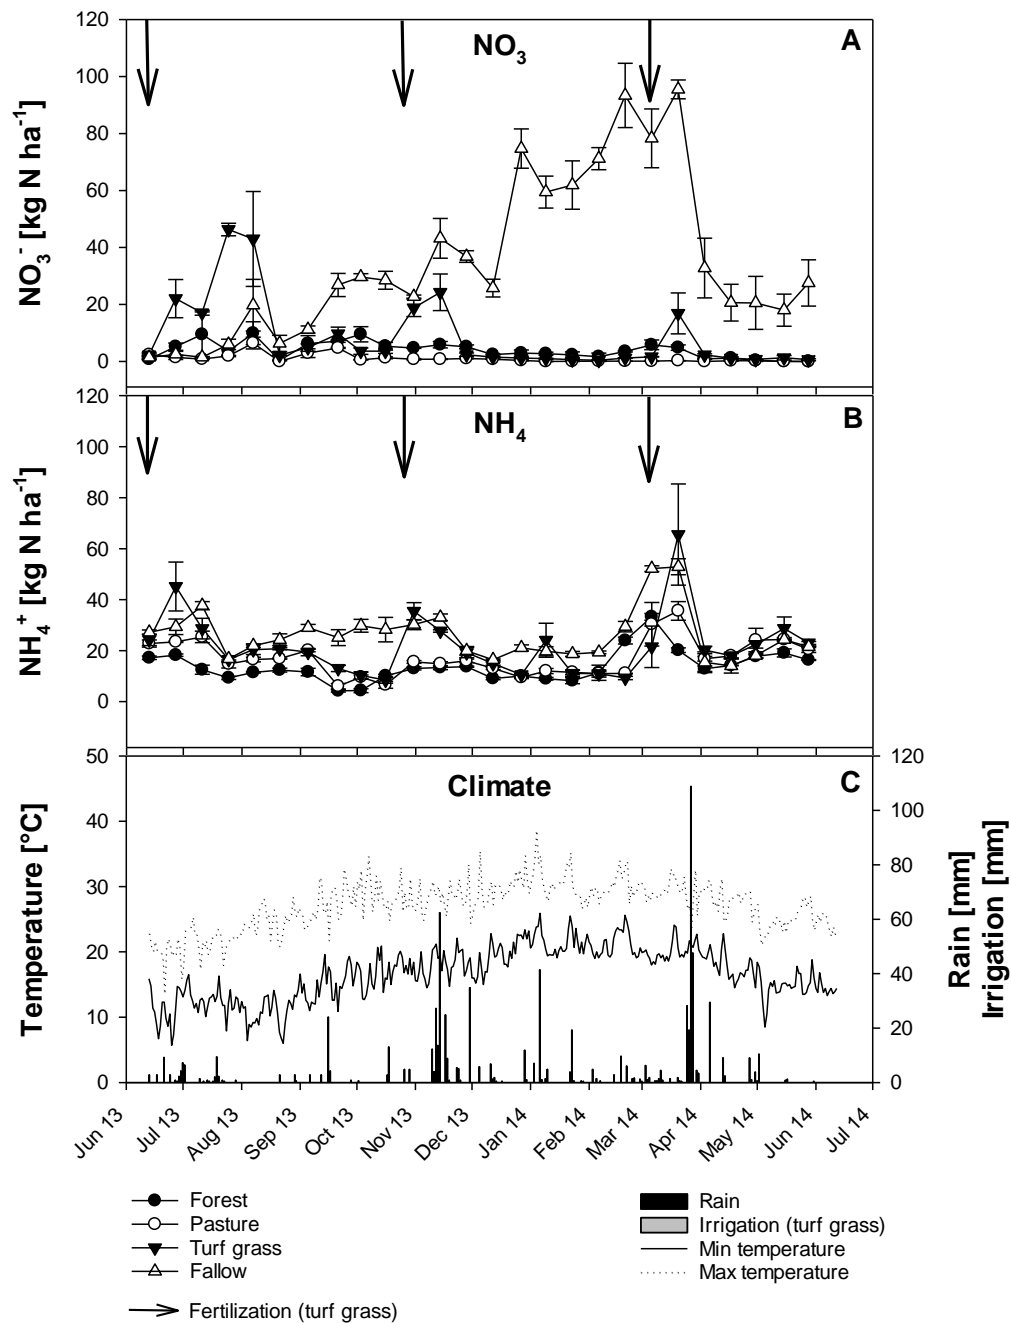 A
NO3
NO3- [kg N ha-1]
120
100
80
60
40
20
0
B
NH4
NH4+ [kg N ha-1]
120
100
80
60
40
20
0
C
Climate
Temperature [°C]
50
40
30
20
10
0
Rain [mm]
Irrigation [mm]
120
100
80
60
40
20
0
Jun 13
Jul 13
Aug 13
Sep 13
Oct 13
Nov 13
Dec 13
Jan 14
Feb 14
Mar 14
Apr 14
May 14
Jun 14
Jul 14
Forest
Pasture
Turf grass
Fallow
Fertilization (turf grass)
Rain
Irrigation (turf grass)
Min temperature
Max temperature